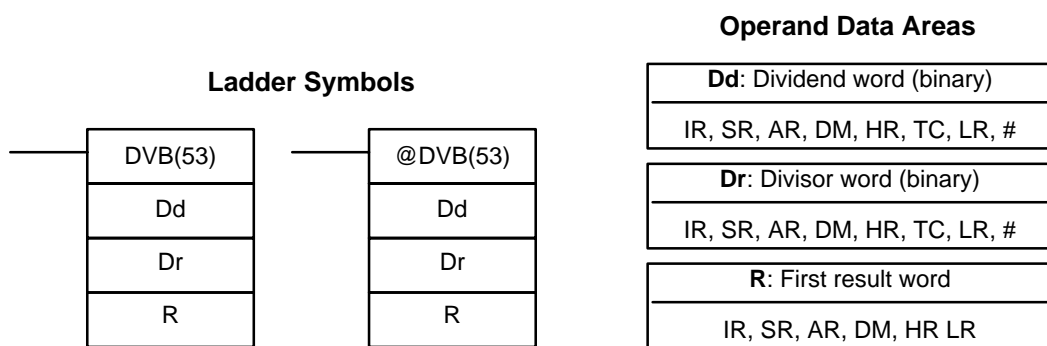 Ladder Symbols
DVB(53)
Dd
Dr
R
@DVB(53)
Dd
Dr
R
Operand Data Areas
Dd: Dividend word (binary)
IR, SR, AR, DM, HR, TC, LR, #
Dr: Divisor word (binary)
IR, SR, AR, DM, HR, TC, LR, #
R: First result word
IR, SR, AR, DM, HR LR